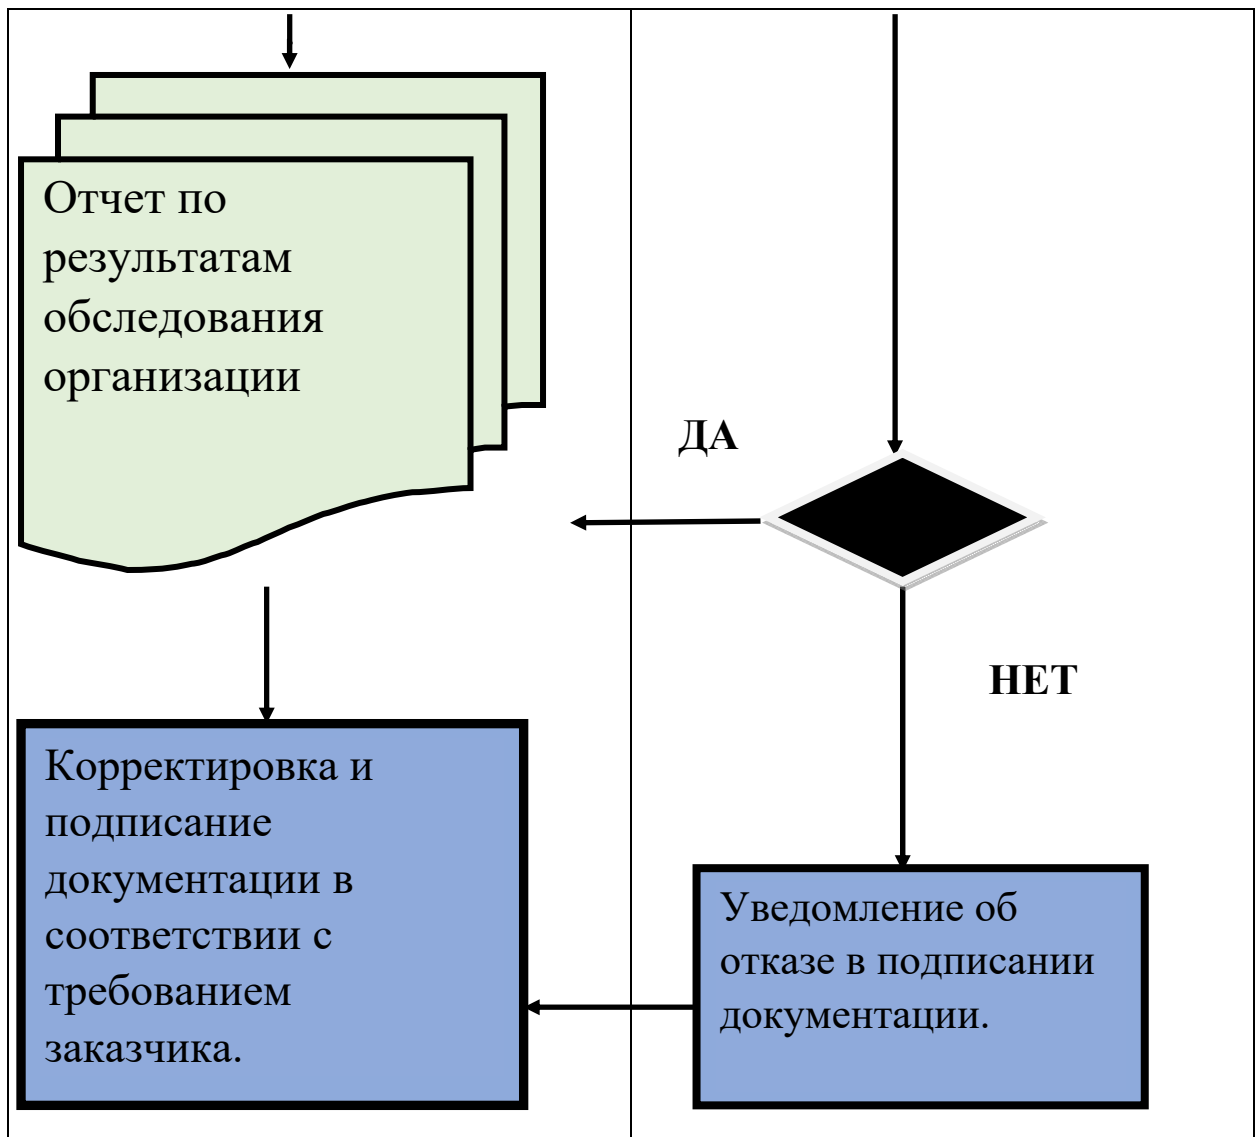 Отчет по
результатам
обследования
организации
ДА
НЕТ
Корректировка и
подписание
документации в
соответствии с
требованием
заказчика.
Уведомление об
отказе в подписании
документации.